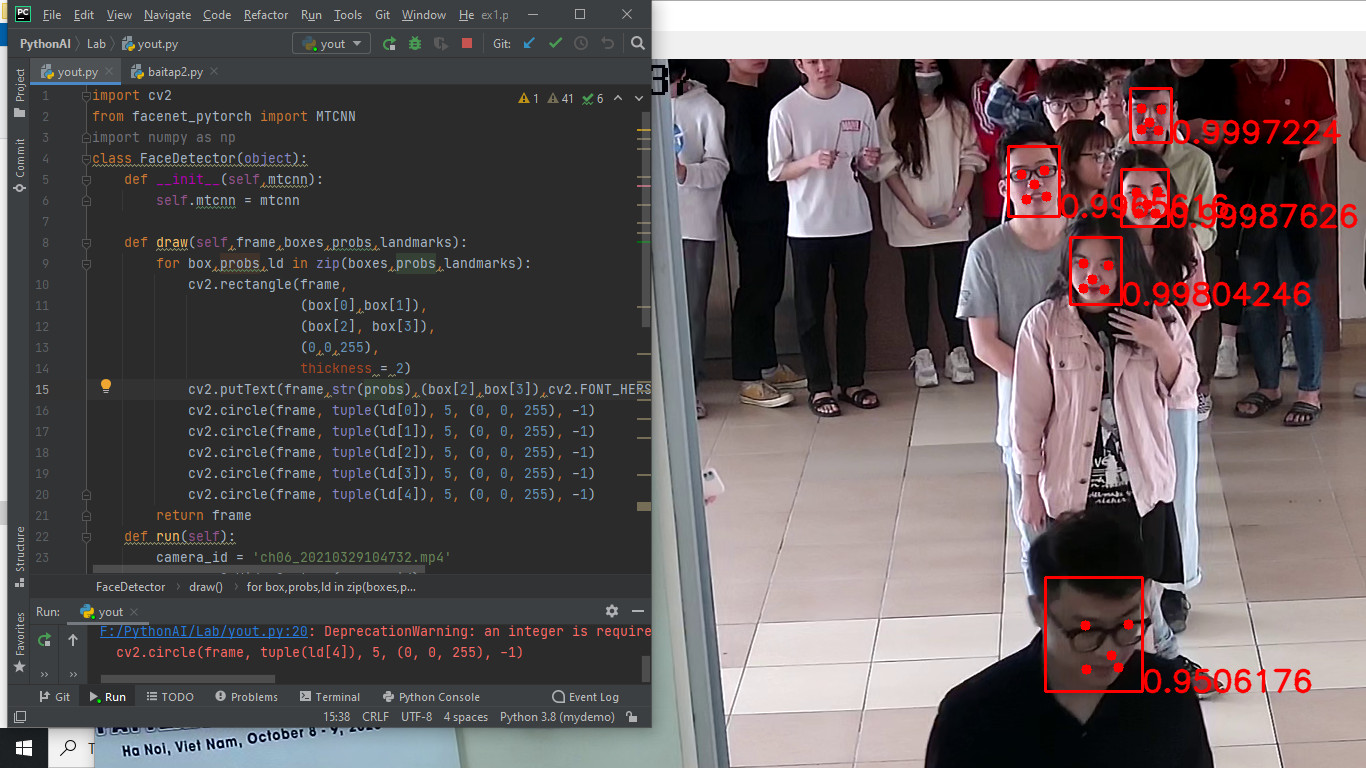 File Edit View Navigate Code Refactor Run Tools Git Window He ex1.p
PythonAI Lab yout.py yout Git:
yout.py baitap2.py
Project
Commit
Structure
Favorites
1 41 6
1 import cv2
2 from facenet_pytorch import MTCNN
3 import numpy as np
4 class FaceDetector(object):
5 def __init__(self,mtcnn):
6 self.mtcnn = mtcnn
7
8 def draw(self,frame,boxes,probs,landmarks):
9 for box,probs,ld in zip(boxes,probs,landmarks):
10 cv2.rectangle(frame,
11 (box[0],box[1]),
12 (box[2], box[3]),
13 (0,0,255),
14 thickness = 2)
15 cv2.putText(frame,str(probs),(box[2],box[3]),cv2.FONT_HERS
16 cv2.circle(frame, tuple(ld[0]), 5, (0, 0, 255), -1)
17 cv2.circle(frame, tuple(ld[1]), 5, (0, 0, 255), -1)
18 cv2.circle(frame, tuple(ld[2]), 5, (0, 0, 255), -1)
19 cv2.circle(frame, tuple(ld[3]), 5, (0, 0, 255), -1)
20 cv2.circle(frame, tuple(ld[4]), 5, (0, 0, 255), -1)
21 return frame
22 def run(self):
23 camera_id = 'ch06_20210329104732.mp4'
FaceDetector draw() for box,probs,ld in zip(boxes,p...
Run: yout
F:/PythonAI/Lab/yout.py:20: DeprecationWarning: an integer is require
cv2.circle(frame, tuple(ld[4]), 5, (0, 0, 255), -1)
Git Run TODO Problems Terminal Python Console Event Log
15:38 CRLF UTF-8 4 spaces Python 3.8 (mydemo)
Ha Noi, Viet Nam, October 8 - 9,
0.9997224
0.99987626
0.99804246
0.9506176